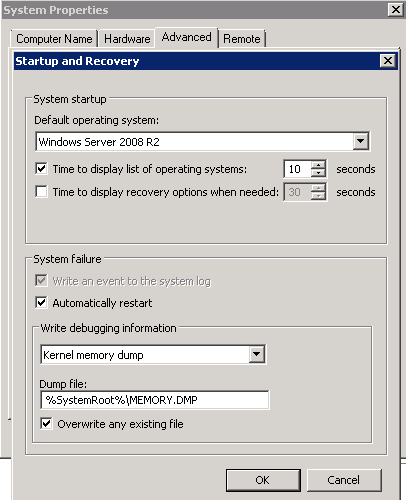 System Properties
Computer Name Hardware Advanced Remote
Startup and Recovery
System startup
Default operating system:
Windows Server 2008 R2
Time to display list of operating systems: 10 seconds
Time to display recovery options when needed: 30 seconds
System failure
Write an event to the system log
Automatically restart
Write debugging information
Kernel memory dump
Dump file:
%SystemRoot%\MEMORY.DMP
Overwrite any existing file
OK Cancel